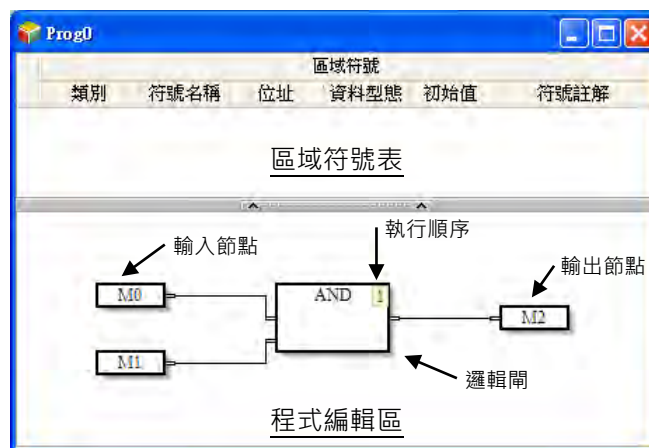 Prog0
區域符號
類別 符號名稱 位址 資料型態 初始值 符號註解
區域符號表
執行順序
輸入節點
輸出節點
M0
AND 1
M2
M1
邏輯閘
程式編輯區